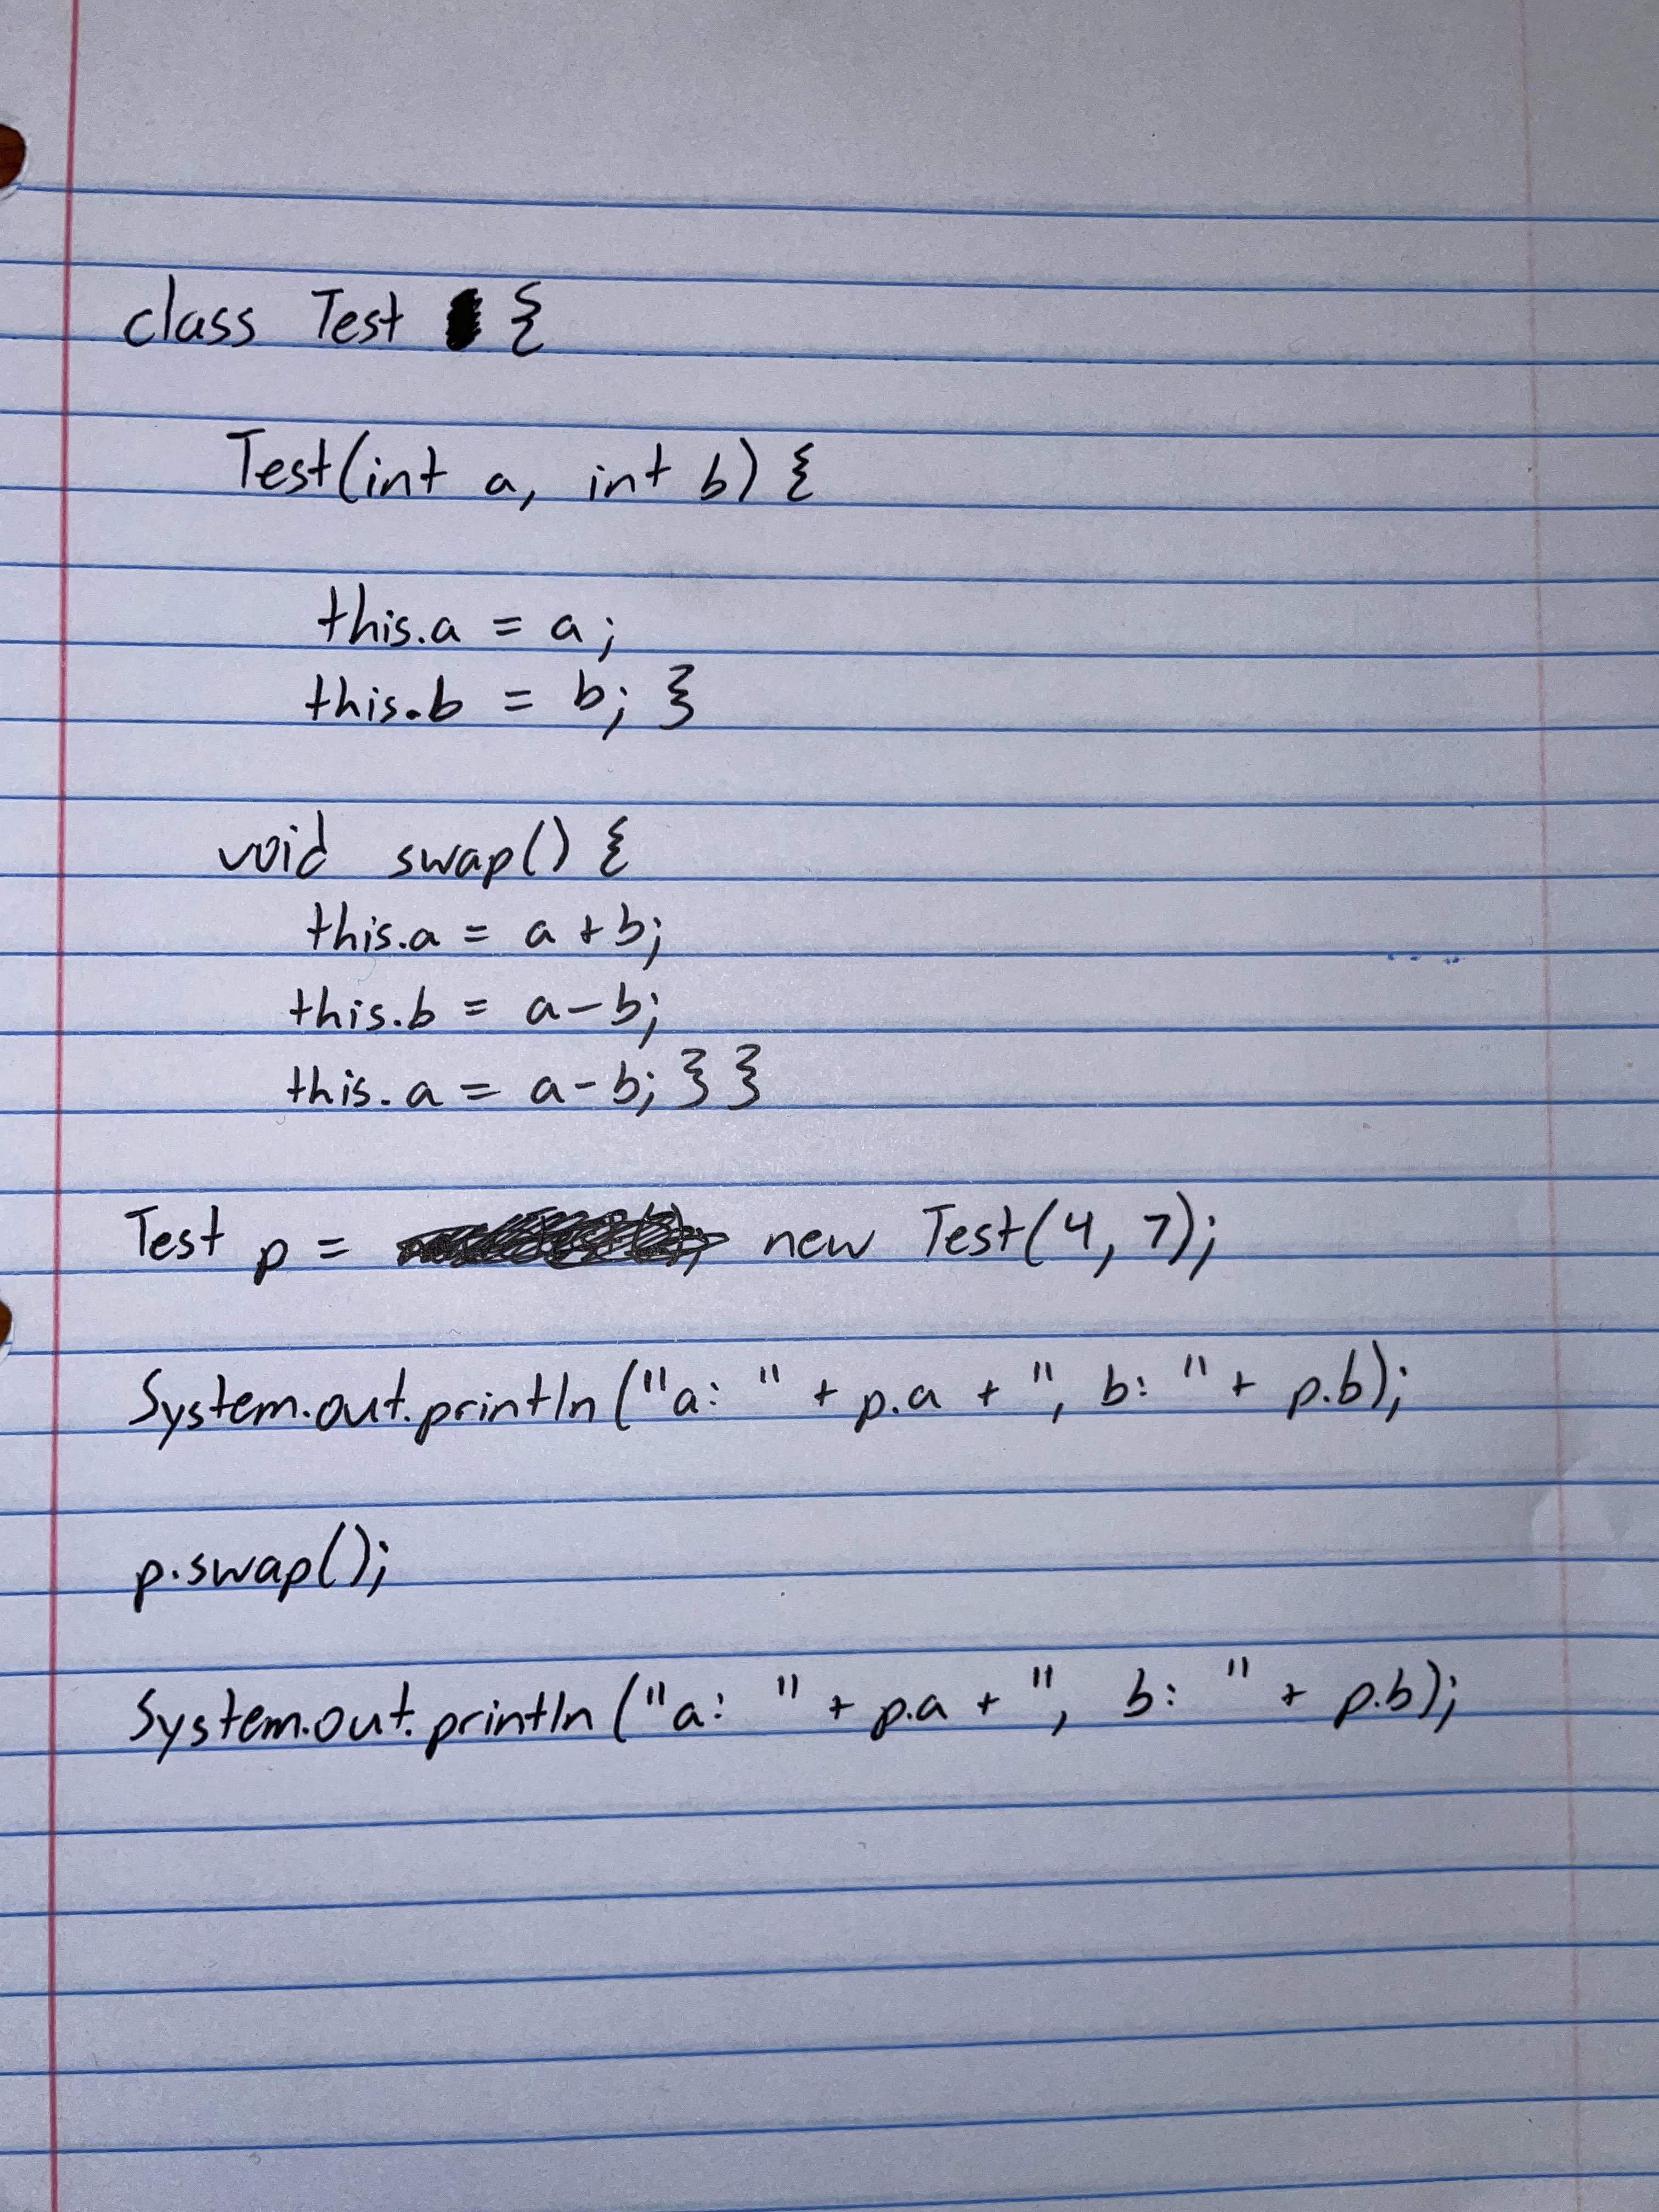 class Test {
Test(int a, int b) {
this.a = a;
this.b = b; }
void swap() {
this.a = a + b;
this.b = a - b;
this.a = a - b; } }
Test p = new Test(4, 7);
System.out.println("a: " + p.a + ", b: " + p.b);
p.swap();
System.out.println("a: " + p.a + ", b: " + p.b);